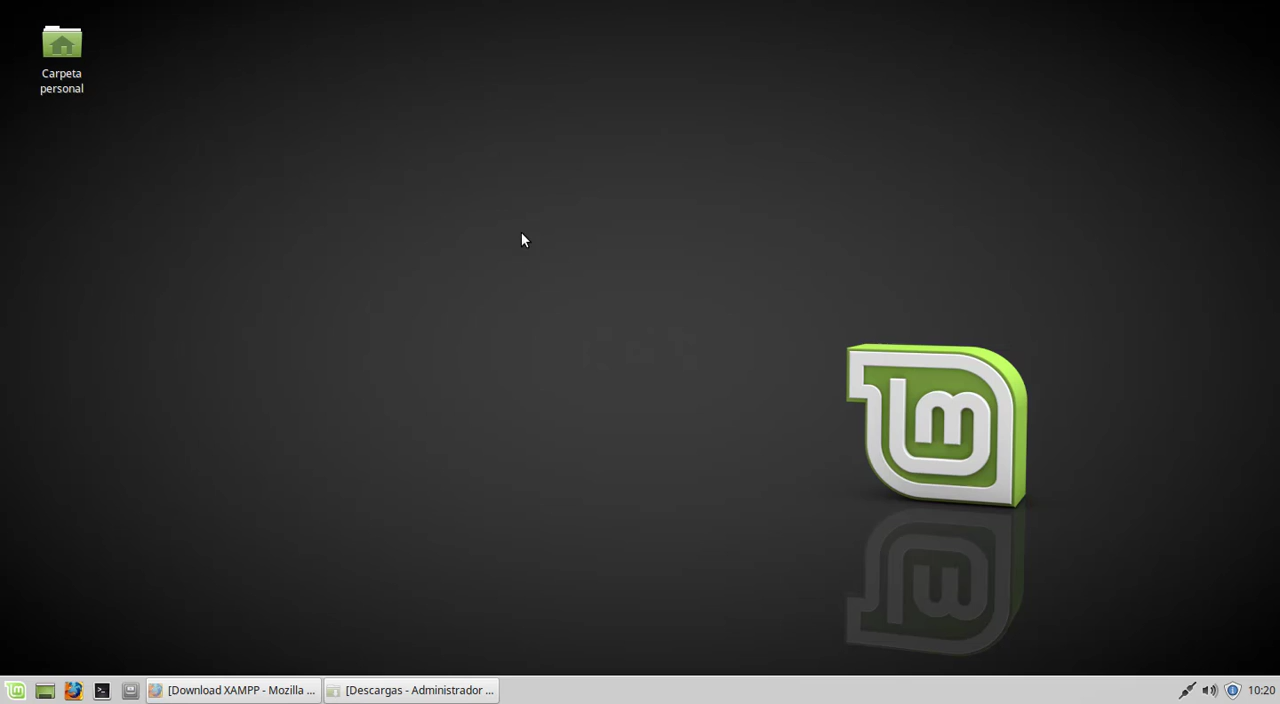 Carpeta
personal
[Download XAMPP - Mozilla ...
[Descargas - Administrador ...
10:20